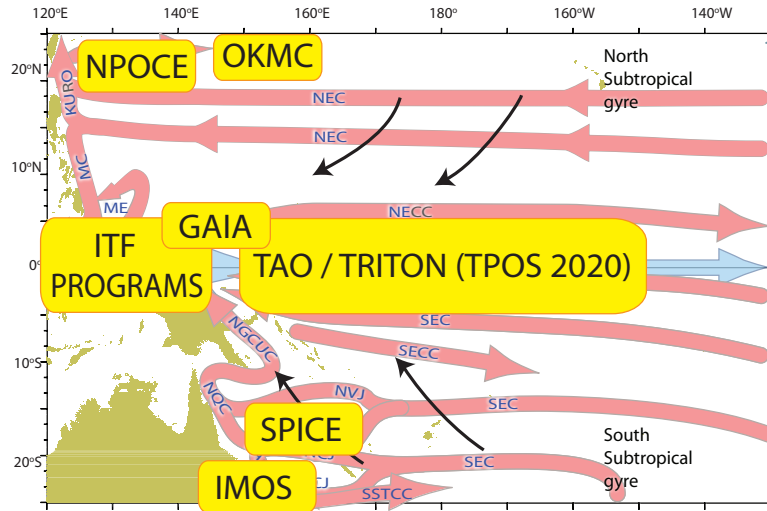 120°E 140°E 160°E 180° 160°W 140°W
20°N
10°N
0°
10°S
20°S
NPOCE
OKMC
North
Subtropical
gyre
KURO
NEC
NEC
MC
ME
NECC
GAIA
ITF
PROGRAMS
TAO / TRITON (TPOS 2020)
NGCUC
SEC
SECC
NQC
NVJ
SEC
SPICE
South
Subtropical
gyre
SEC
IMOS
CJ
SSTCC